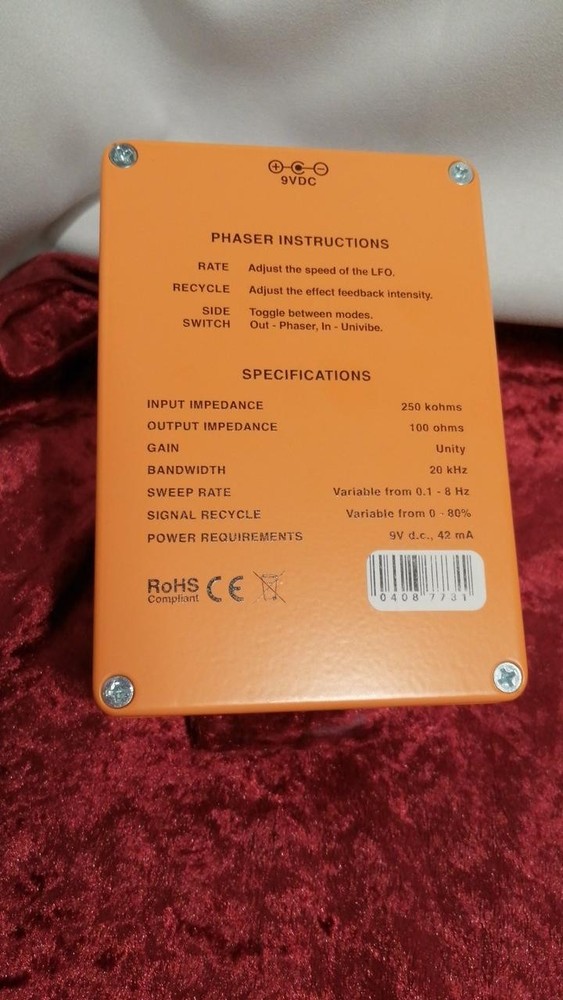 9VDC
PHASER INSTRUCTIONS
RATE Adjust the speed of the LFO.
RECYCLE Adjust the effect feedback intensity.
SIDE Toggle between modes.
SWITCH Out - Phaser, In - Univibe.
SPECIFICATIONS
INPUT IMPEDANCE 250 kohms
OUTPUT IMPEDANCE 100 ohms
GAIN Unity
BANDWIDTH 20 kHz
SWEEP RATE Variable from 0.1 - 8 Hz
SIGNAL RECYCLE Variable from 0 - 80%
POWER REQUIREMENTS 9V d.c., 42 mA
RoHS CE
Compliant
0408 7731